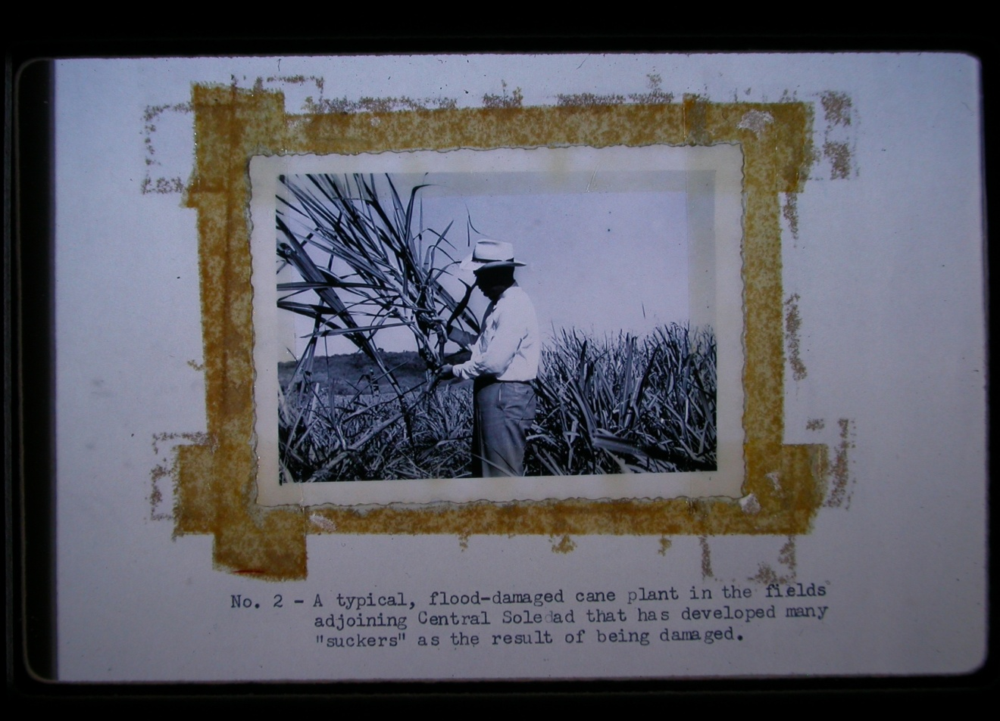 No. 2 - A typical, flood-damaged cane plant in the fields
adjoining Central Soledad that has developed many
"suckers" as the result of being damaged.